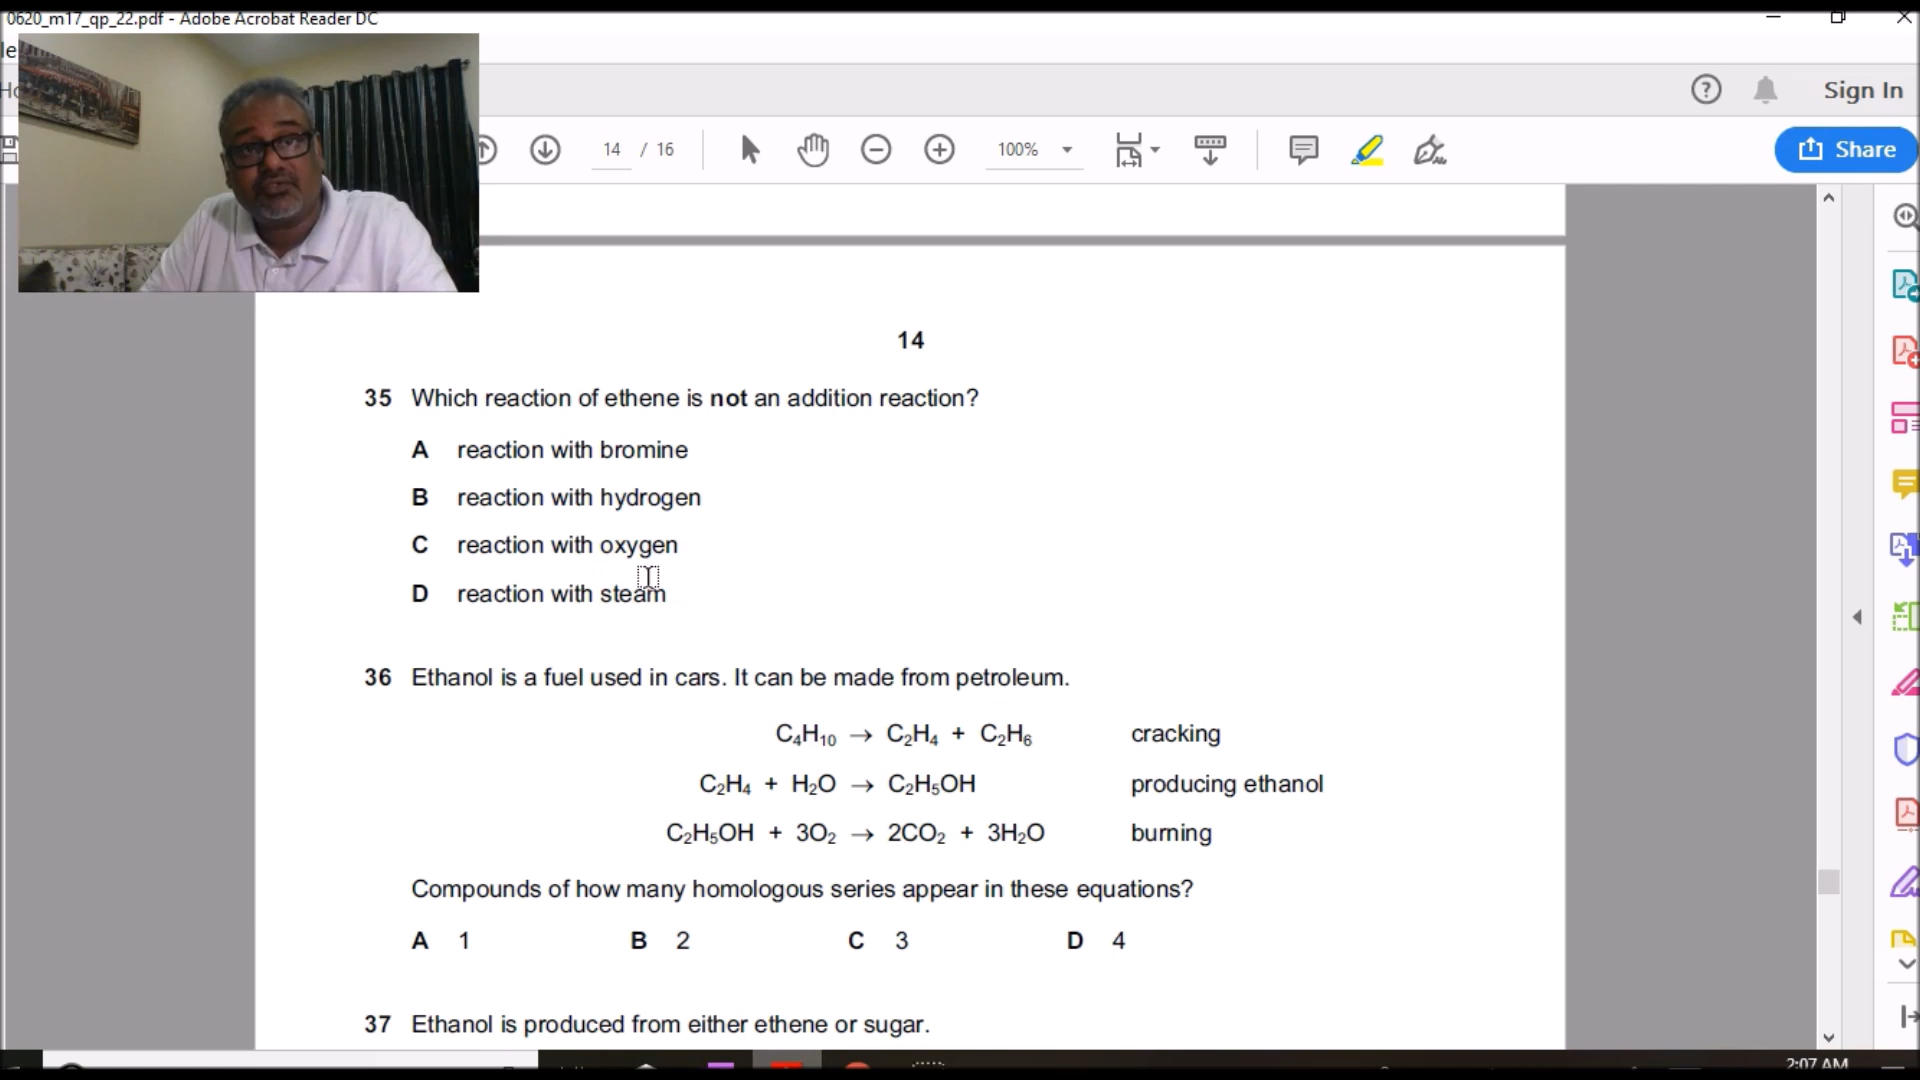 0620_m17_qp_22.pdf - Adobe Acrobat Reader DC
Sign In
14 / 16
100%
Share
14
35 Which reaction of ethene is not an addition reaction?
A reaction with bromine
B reaction with hydrogen
C reaction with oxygen
D reaction with steam
36 Ethanol is a fuel used in cars. It can be made from petroleum.
C₄H₁₀ → C₂H₄ + C₂H₆ cracking
C₂H₄ + H₂O → C₂H₅OH producing ethanol
C₂H₅OH + 3O₂ → 2CO₂ + 3H₂O burning
Compounds of how many homologous series appear in these equations?
A 1 B 2 C 3 D 4
37 Ethanol is produced from either ethene or sugar.
2:07 AM